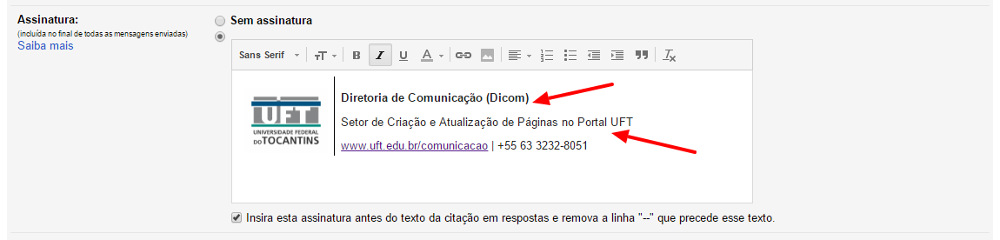 Assinatura:
(incluída no final de todas as mensagens enviadas)
Saiba mais
Sem assinatura
Sans Serif
UFT
UNIVERSIDADE FEDERAL
DO TOCANTINS
Diretoria de Comunicação (Dicom)
Setor de Criação e Atualização de Páginas no Portal UFT
www.uft.edu.br/comunicacao | +55 63 3232-8051
Insira esta assinatura antes do texto da citação em respostas e remova a linha "--" que precede esse texto.